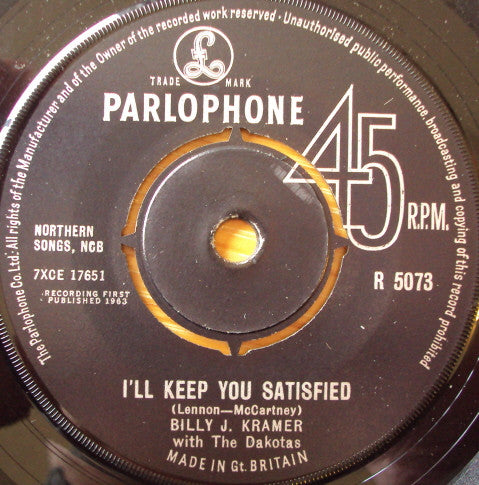 The Parlophone Co. Ltd. All rights of the Manufacturer and of the Owner of the recorded work reserved - Unauthorised public performance, broadcasting and copying of this record prohibited
£
TRADE MARK
PARLOPHONE
45
R.P.M.
NORTHERN
SONGS, NCB
7XCE 17651
RECORDING FIRST
PUBLISHED 1963
R 5073
I'LL KEEP YOU SATISFIED
(Lennon—McCartney)
BILLY J. KRAMER
with The Dakotas
MADE IN Gt. BRITAIN